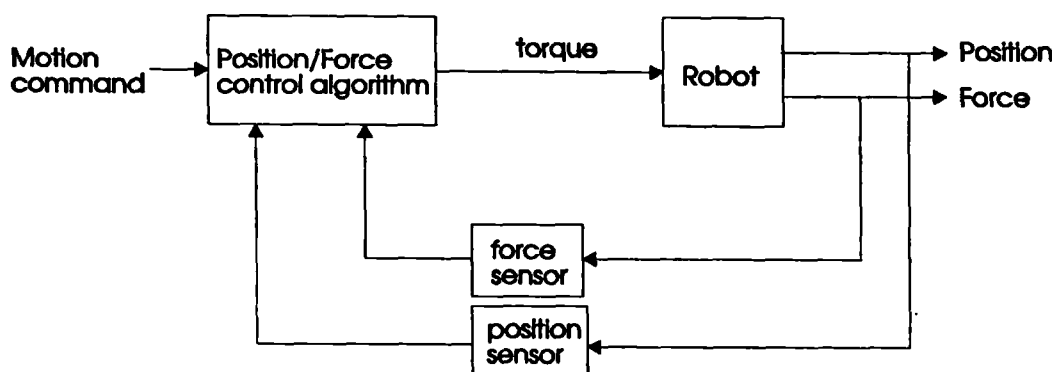 Motion
command
Position/Force
control algorithm
torque
Robot
Position
Force
force
sensor
position
sensor